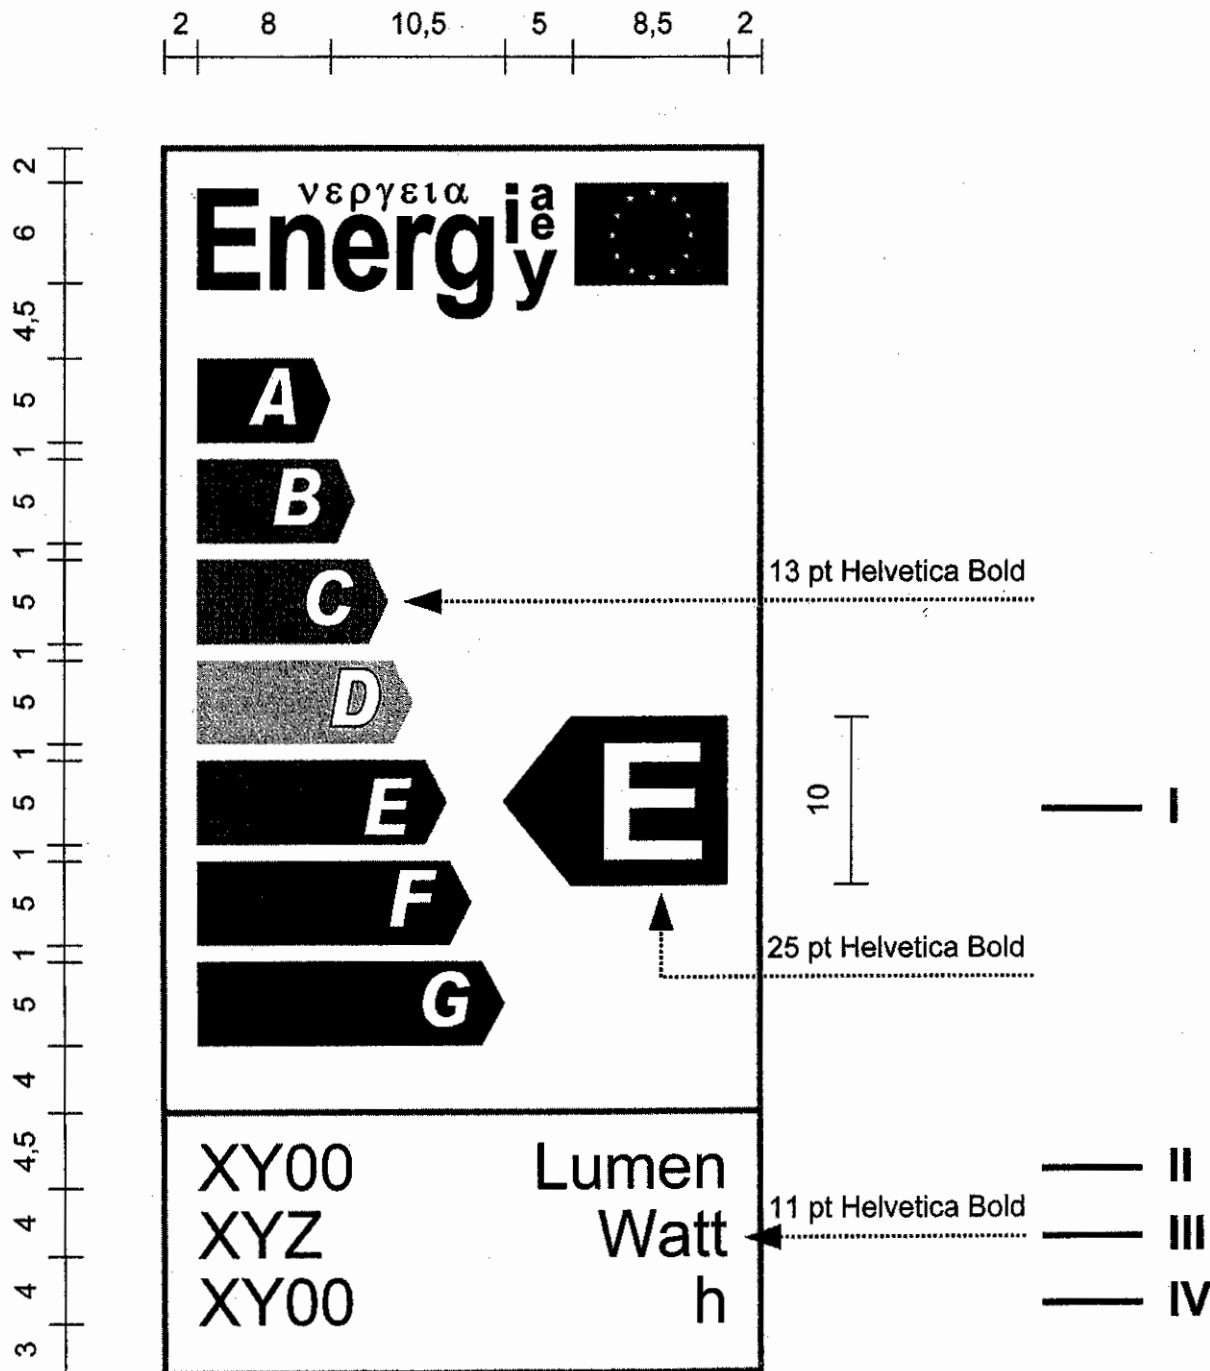 2 8 10,5 5 8,5 2
2
6
4,5
5
1
5
1
5
1
5
1
5
1
5
1
5
4
4,5
4
4
3
νεργεια
Energ i a e y
A
B
C
13 pt Helvetica Bold
D
E
E
10
I
F
25 pt Helvetica Bold
G
XY00 Lumen
II
11 pt Helvetica Bold
XYZ Watt
III
XY00 h
IV